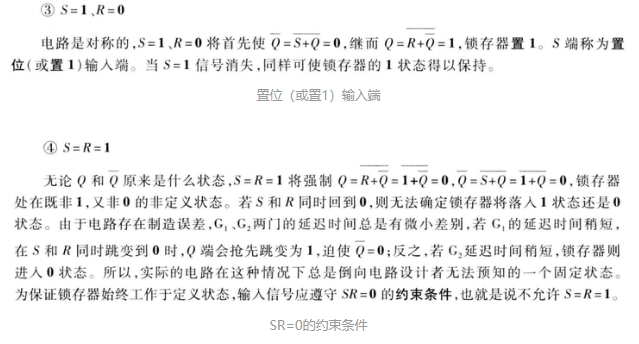 ③ S=1、R=0
电路是对称的,S=1、R=0 将首先使 Q̅=\overline{S+Q}=0,继而 Q=\overline{R+Q̅}=1,锁存器置 1。S 端称为置
位(或置 1)输入端。当 S=1 信号消失,同样可使锁存器的 1 状态得以保持。
置位（或置1）输入端
④ S=R=1
无论 Q 和 Q̅ 原来是什么状态,S=R=1 将强制 Q=\overline{R+Q̅}=\overline{1+Q̅}=0,Q̅=\overline{S+Q}=\overline{1+Q}=0,锁存器
处在既非 1,又非 0 的非定义状态。若 S 和 R 同时回到 0,则无法确定锁存器将落入 1 状态还是 0
状态。由于电路存在制造误差,G₁、G₂两门的延迟时间总是有微小差别,若 G₁的延迟时间稍短,
在 S 和 R 同时跳变到 0 时,Q 端会抢先跳变为 1,迫使 Q̅=0;反之,若 G₂延迟时间稍短,锁存器则
进入 0 状态。所以,实际的电路在这种情况下总是倒向电路设计者无法预知的一个固定状态。
为保证锁存器始终工作于定义状态,输入信号应遵守 SR=0 的约束条件,也就是说不允许 S=R=1。
SR=0的约束条件